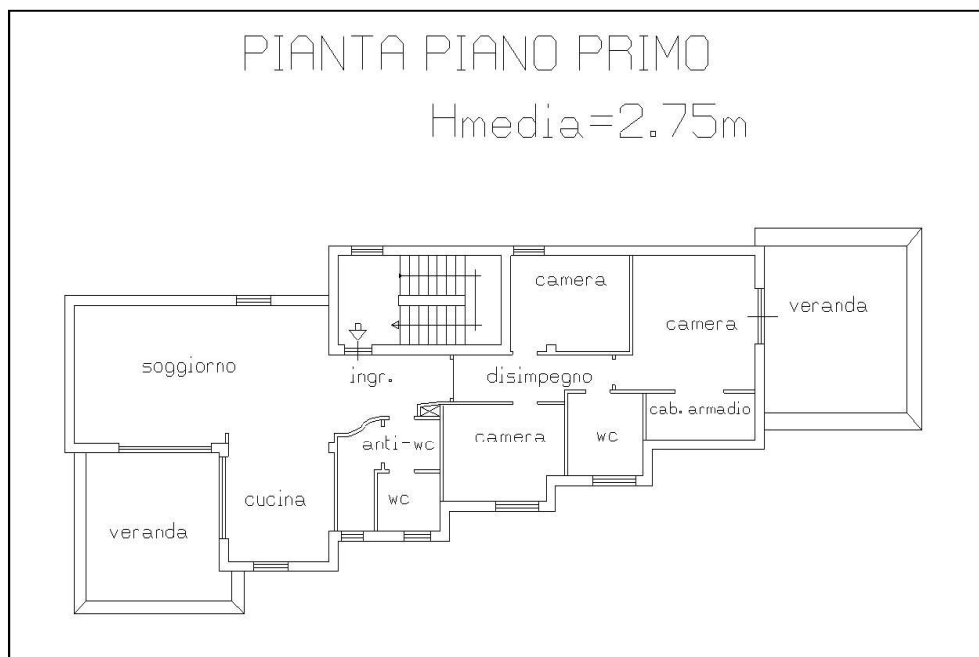 PIANTA PIANO PRIMO
Hmedia=2.75m
camera
veranda
camera
soggiorno
ingr.
disimpegno
cab. armadio
anti-wc
camera
wc
cucina
wc
veranda